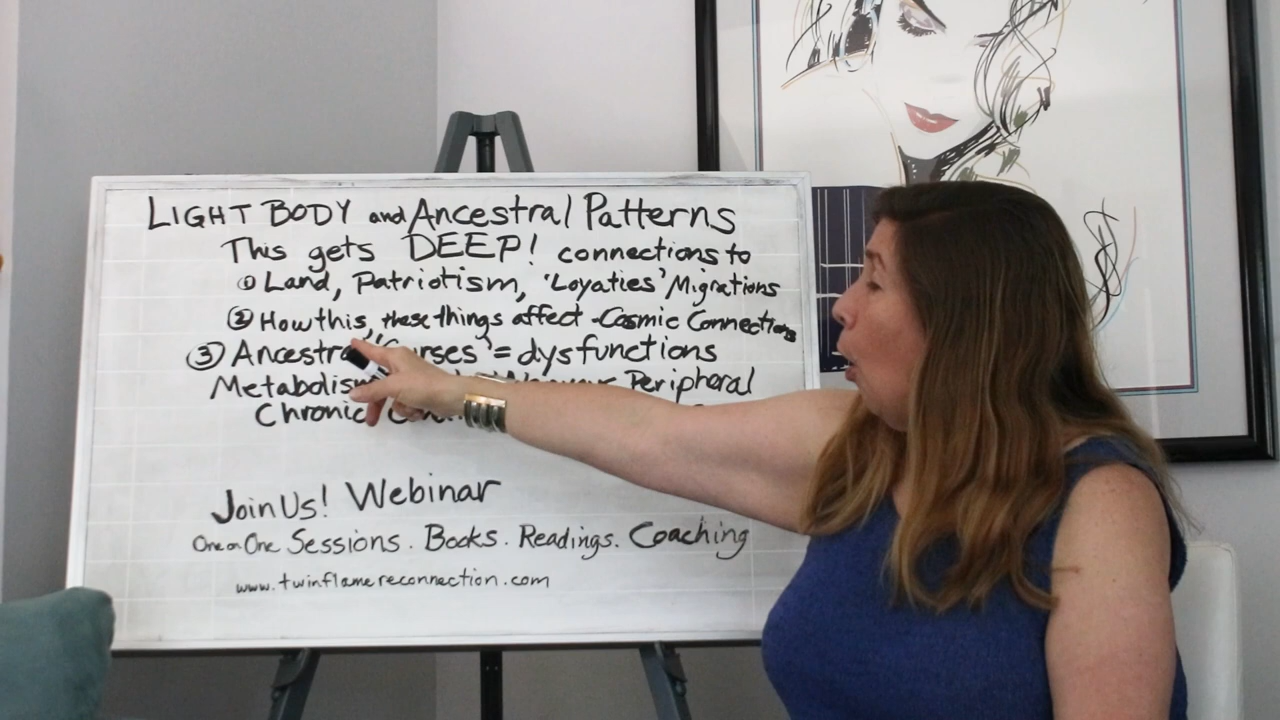 LIGHT BODY and Ancestral Patterns
This gets DEEP! connections to
① Land, Patriotism, 'Loyaties' Migrations
② How this, these things affect - Cosmic Connections
③ Ancestral 'Curses' = dysfunctions
Metabolism Peripheral
Chronic
Join Us! Webinar
One on One Sessions. Books. Readings. Coaching
www.twinflamereconnection.com